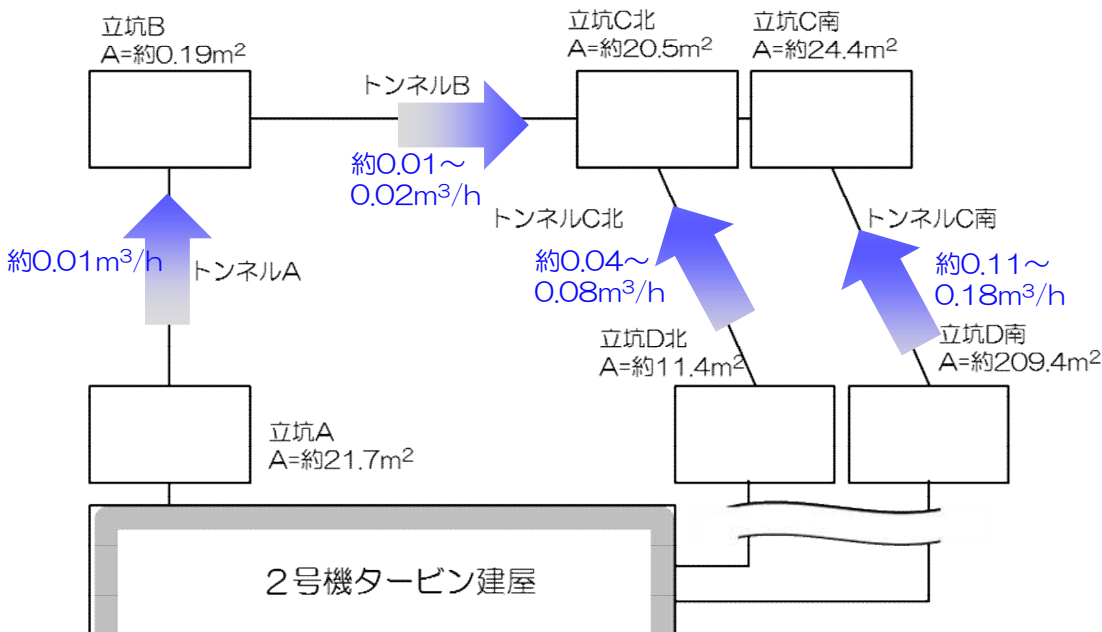 立坑B
A=約0.19m²
立坑C北
A=約20.5m²
立坑C南
A=約24.4m²
トンネルB
約0.01～
0.02m³/h
約0.01m³/h
トンネルA
トンネルC北
約0.04～
0.08m³/h
トンネルC南
約0.11～
0.18m³/h
立坑D北
A=約11.4m²
立坑D南
A=約209.4m²
立坑A
A=約21.7m²
２号機タービン建屋